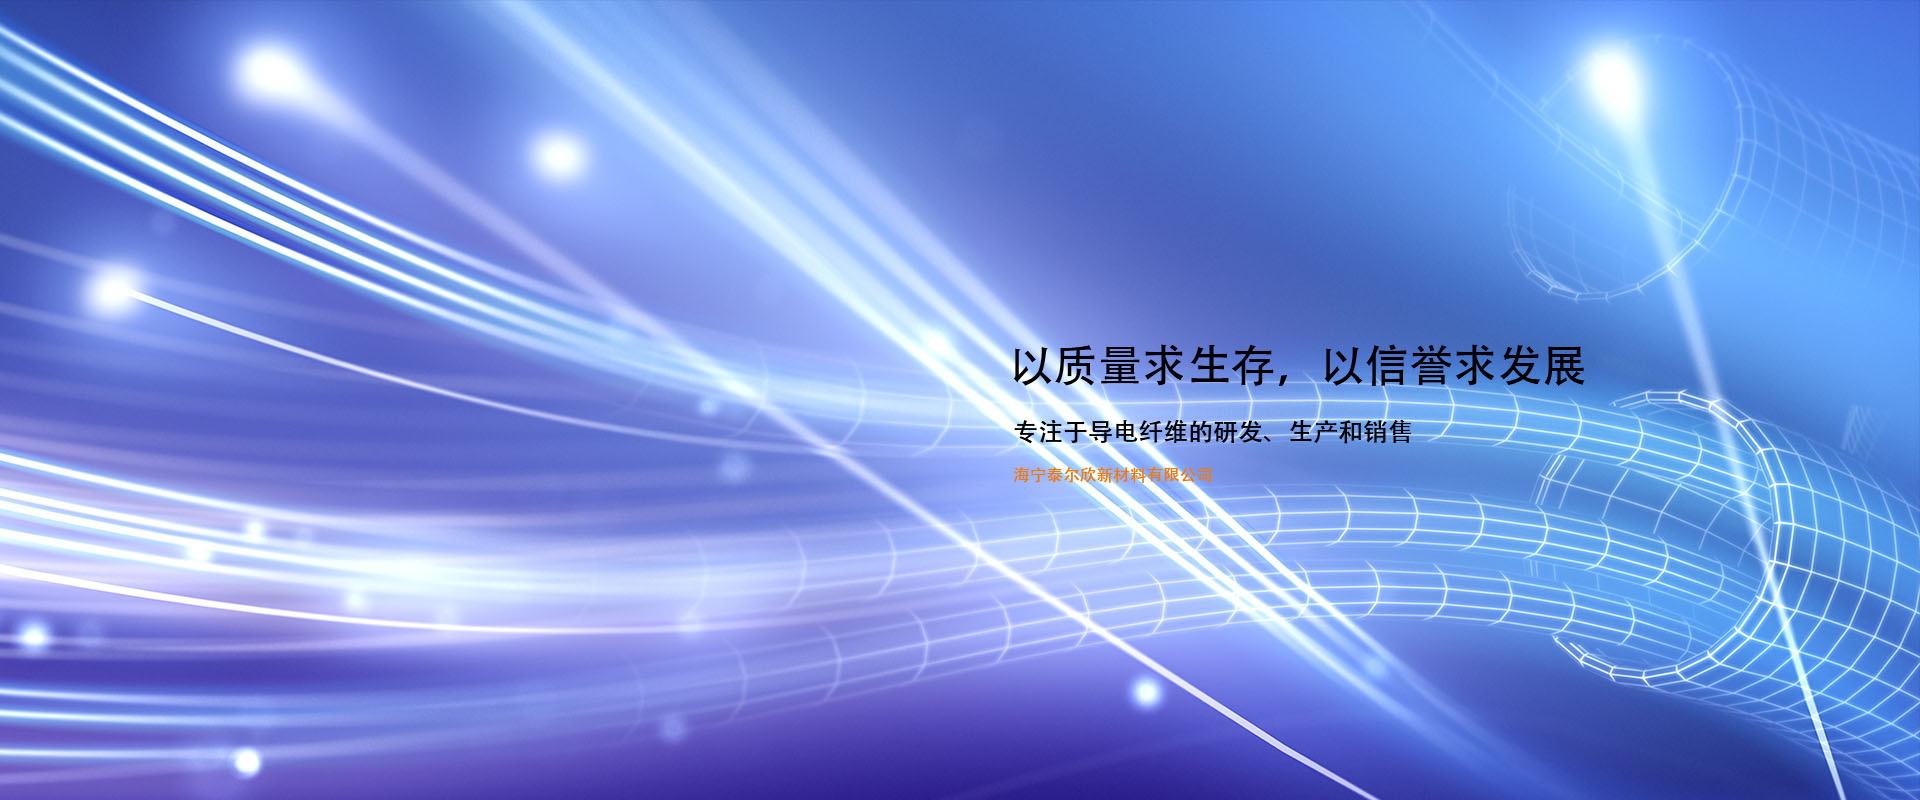 以质量求生存，以信誉求发展
专注于导电纤维的研发、生产和销售
海宁泰尔欣新材料有限公司